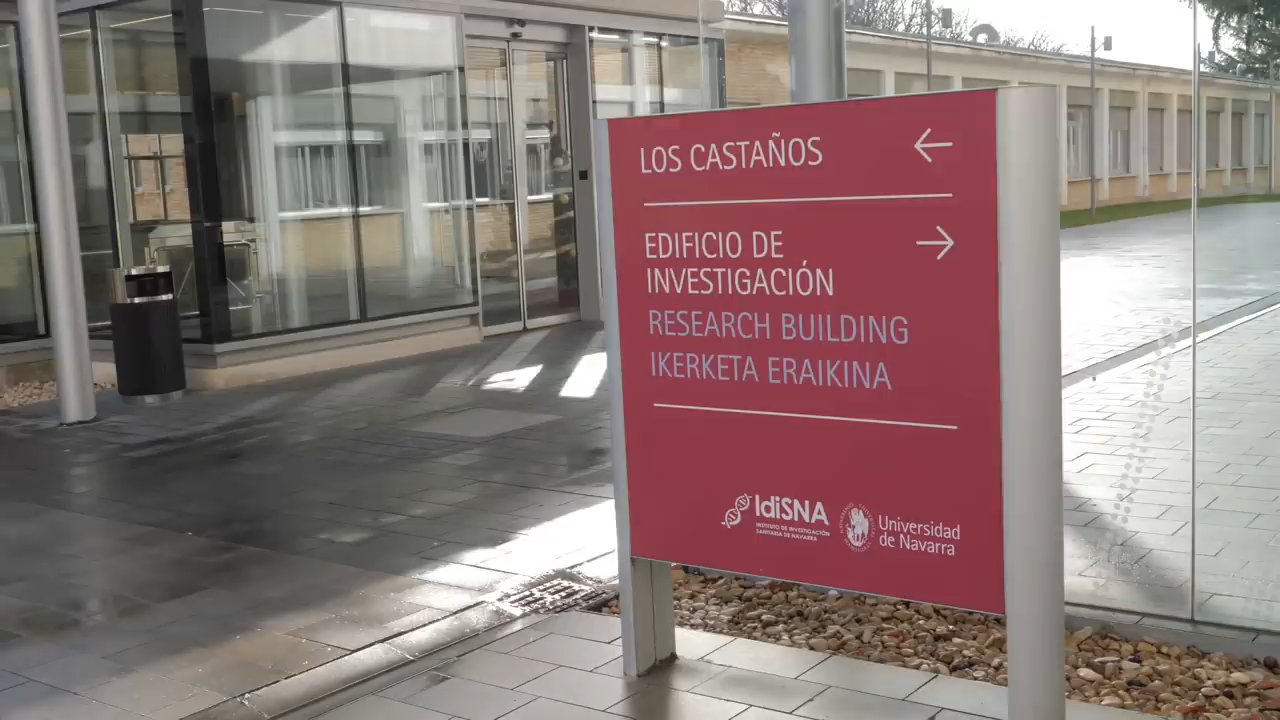 LOS CASTAÑOS ←
EDIFICIO DE →
INVESTIGACIÓN
RESEARCH BUILDING
IKERKETA ERAIKINA
IdiSNA
INSTITUTO DE INVESTIGACIÓN
SANITARIA DE NAVARRA
Universidad
de Navarra